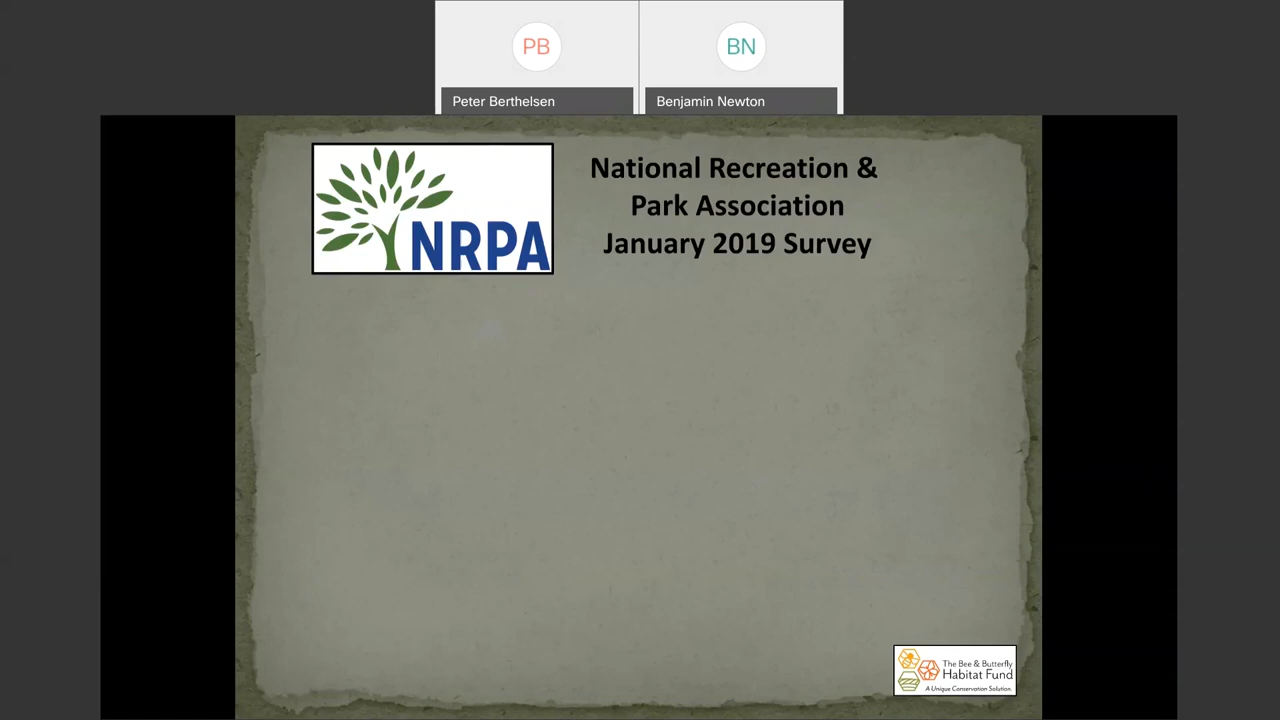 PB
BN
Peter Berthelsen
Benjamin Newton
NRPA
National Recreation &
Park Association
January 2019 Survey
The Bee & Butterfly
Habitat Fund
A Unique Conservation Solution.